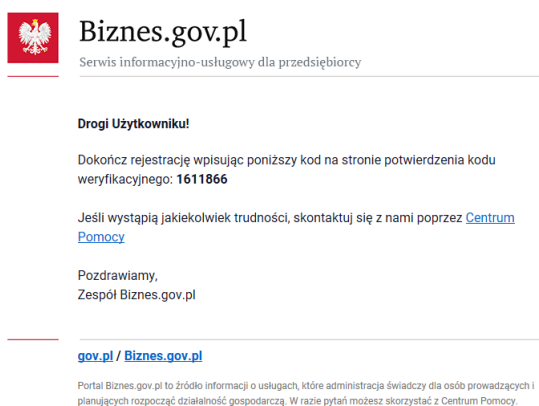 Biznes.gov.pl
Serwis informacyjno-usługowy dla przedsiębiorcy
Drogi Użytkowniku!
Dokończ rejestrację wpisując poniższy kod na stronie potwierdzenia kodu
weryfikacyjnego: 1611866
Jeśli wystąpią jakiekolwiek trudności, skontaktuj się z nami poprzez Centrum
Pomocy
Pozdrawiamy,
Zespół Biznes.gov.pl
gov.pl / Biznes.gov.pl
Portal Biznes.gov.pl to źródło informacji o usługach, które administracja świadczy dla osób prowadzących i
planujących rozpocząć działalność gospodarczą. W razie pytań możesz skorzystać z Centrum Pomocy.